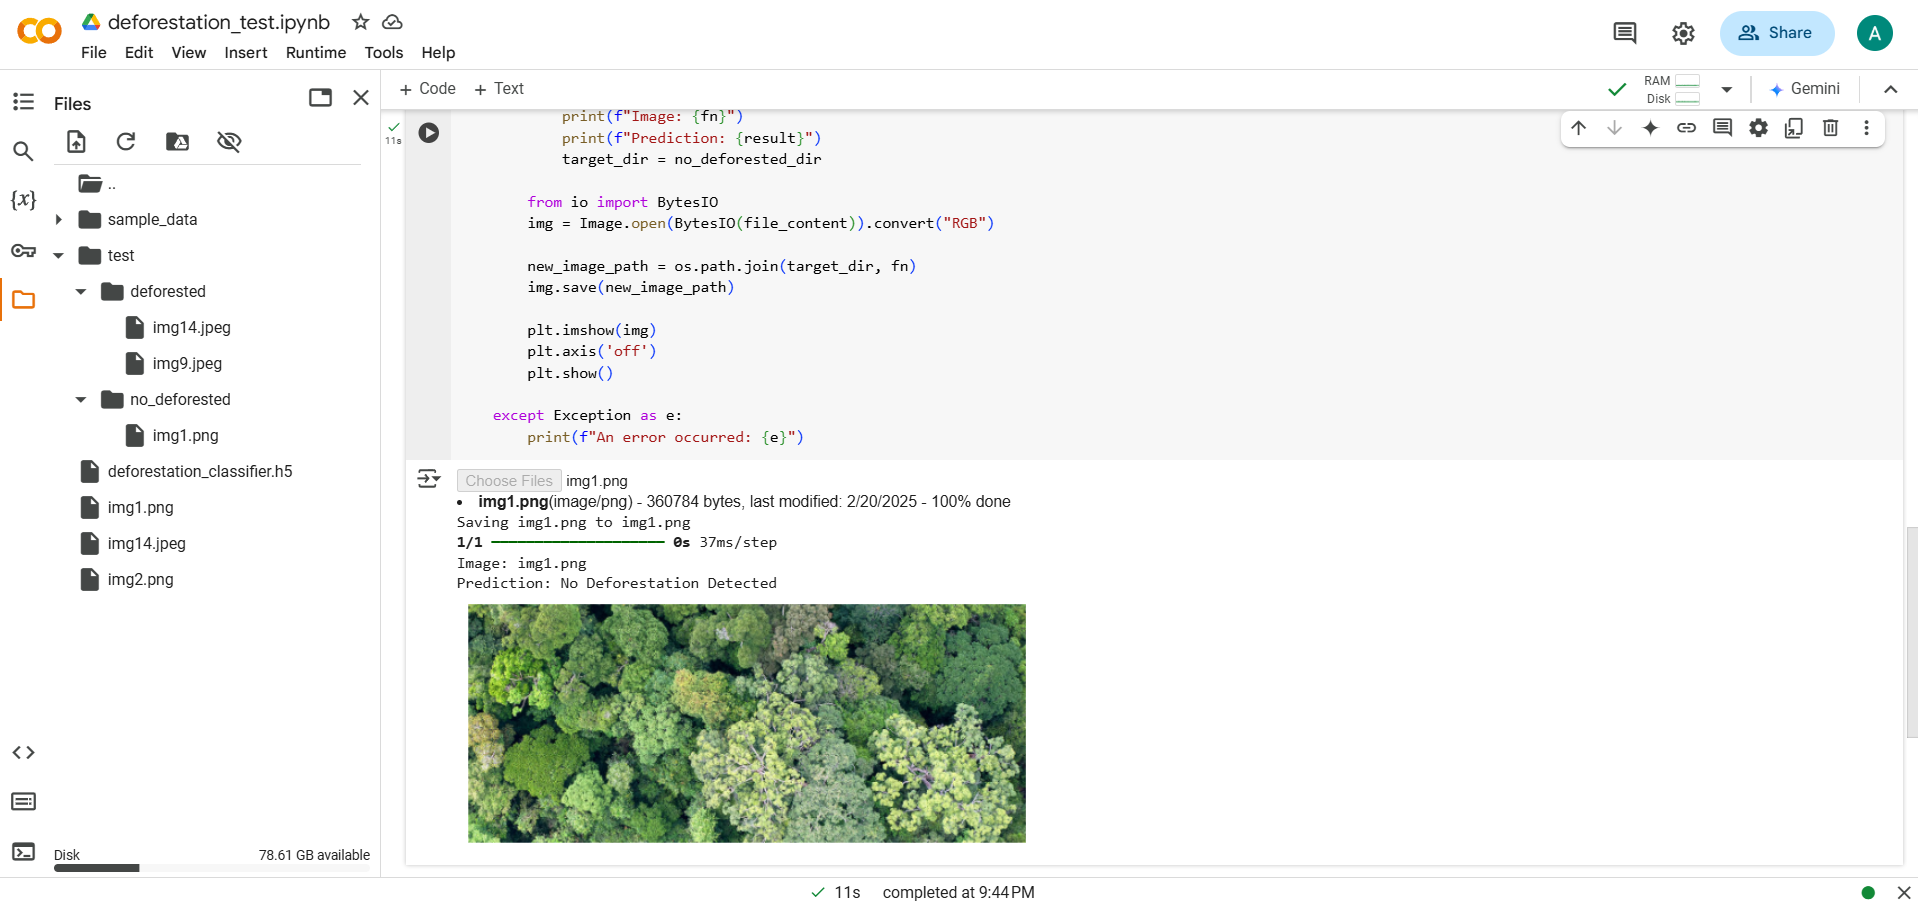 deforestation_test.ipynb
File Edit View Insert Runtime Tools Help
Share
A
Files
+ Code + Text
RAM
Disk
Gemini
{x}
..
sample_data
test
deforested
img14.jpeg
img9.jpeg
no_deforested
img1.png
deforestation_classifier.h5
img1.png
img14.jpeg
img2.png
Disk 78.61 GB available
11s
print(f"Image: {fn}")
print(f"Prediction: {result}")
target_dir = no_deforested_dir
from io import BytesIO
img = Image.open(BytesIO(file_content)).convert("RGB")
new_image_path = os.path.join(target_dir, fn)
img.save(new_image_path)
plt.imshow(img)
plt.axis('off')
plt.show()
except Exception as e:
print(f"An error occurred: {e}")
Choose Files img1.png
• img1.png(image/png) - 360784 bytes, last modified: 2/20/2025 - 100% done
Saving img1.png to img1.png
1/1 ━━━━━━━━━━━━━━━━━━━━ 0s 37ms/step
Image: img1.png
Prediction: No Deforestation Detected
11s completed at 9:44 PM